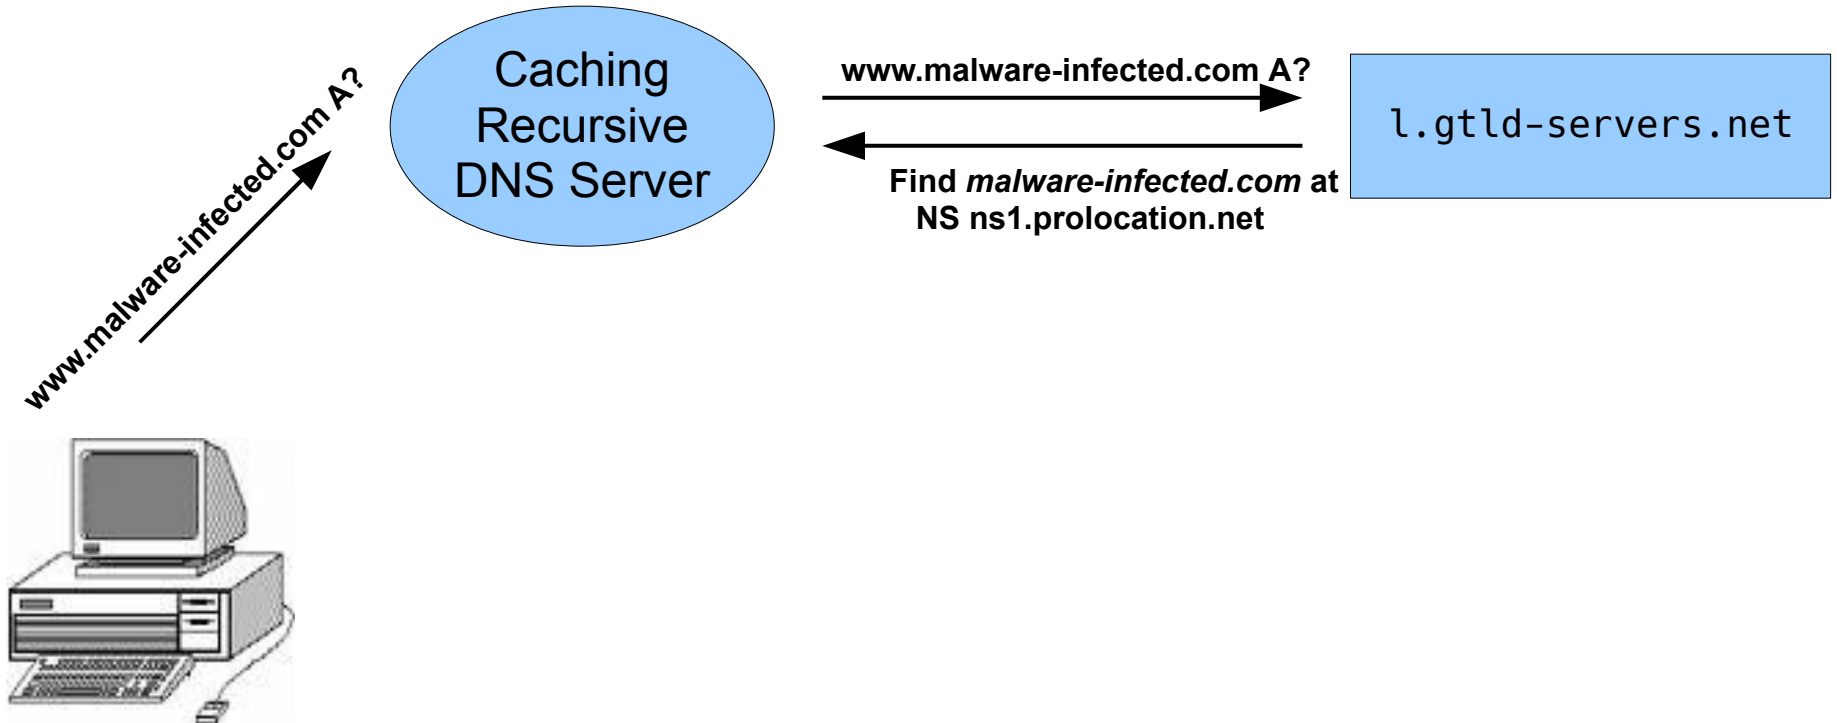 www.malware-infected.com A?
Caching
Recursive
DNS Server
www.malware-infected.com A?
Find malware-infected.com at
NS ns1.prolocation.net
l.gtld-servers.net